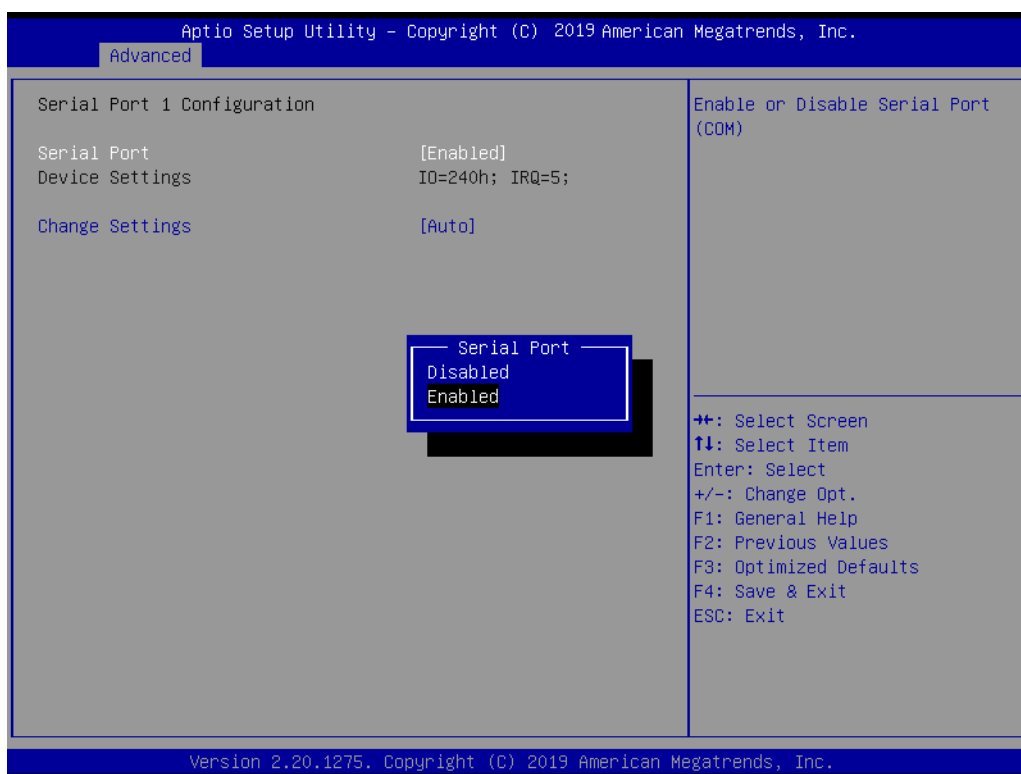 Aptio Setup Utility – Copyright (C) 2019 American Megatrends, Inc.
Advanced
Serial Port 1 Configuration
Serial Port [Enabled]
Device Settings IO=240h; IRQ=5;
Change Settings [Auto]
Serial Port
Disabled
Enabled
Enable or Disable Serial Port
(COM)
→←: Select Screen
↑↓: Select Item
Enter: Select
+/-: Change Opt.
F1: General Help
F2: Previous Values
F3: Optimized Defaults
F4: Save & Exit
ESC: Exit
Version 2.20.1275. Copyright (C) 2019 American Megatrends, Inc.